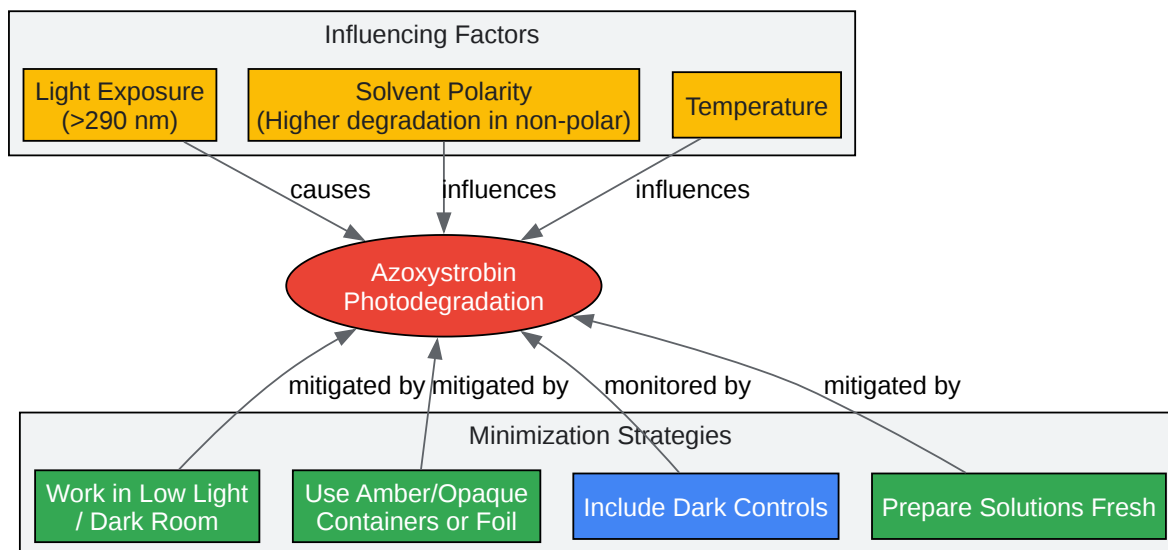 Influencing Factors
Light Exposure
(>290 nm)
Solvent Polarity
(Higher degradation in non-polar)
Temperature
causes
influences
influences
Azoxystrobin
Photodegradation
mitigated by
mitigated by
monitored by
mitigated by
Minimization Strategies
Work in Low Light
/ Dark Room
Use Amber/Opaque
Containers or Foil
Include Dark Controls
Prepare Solutions Fresh